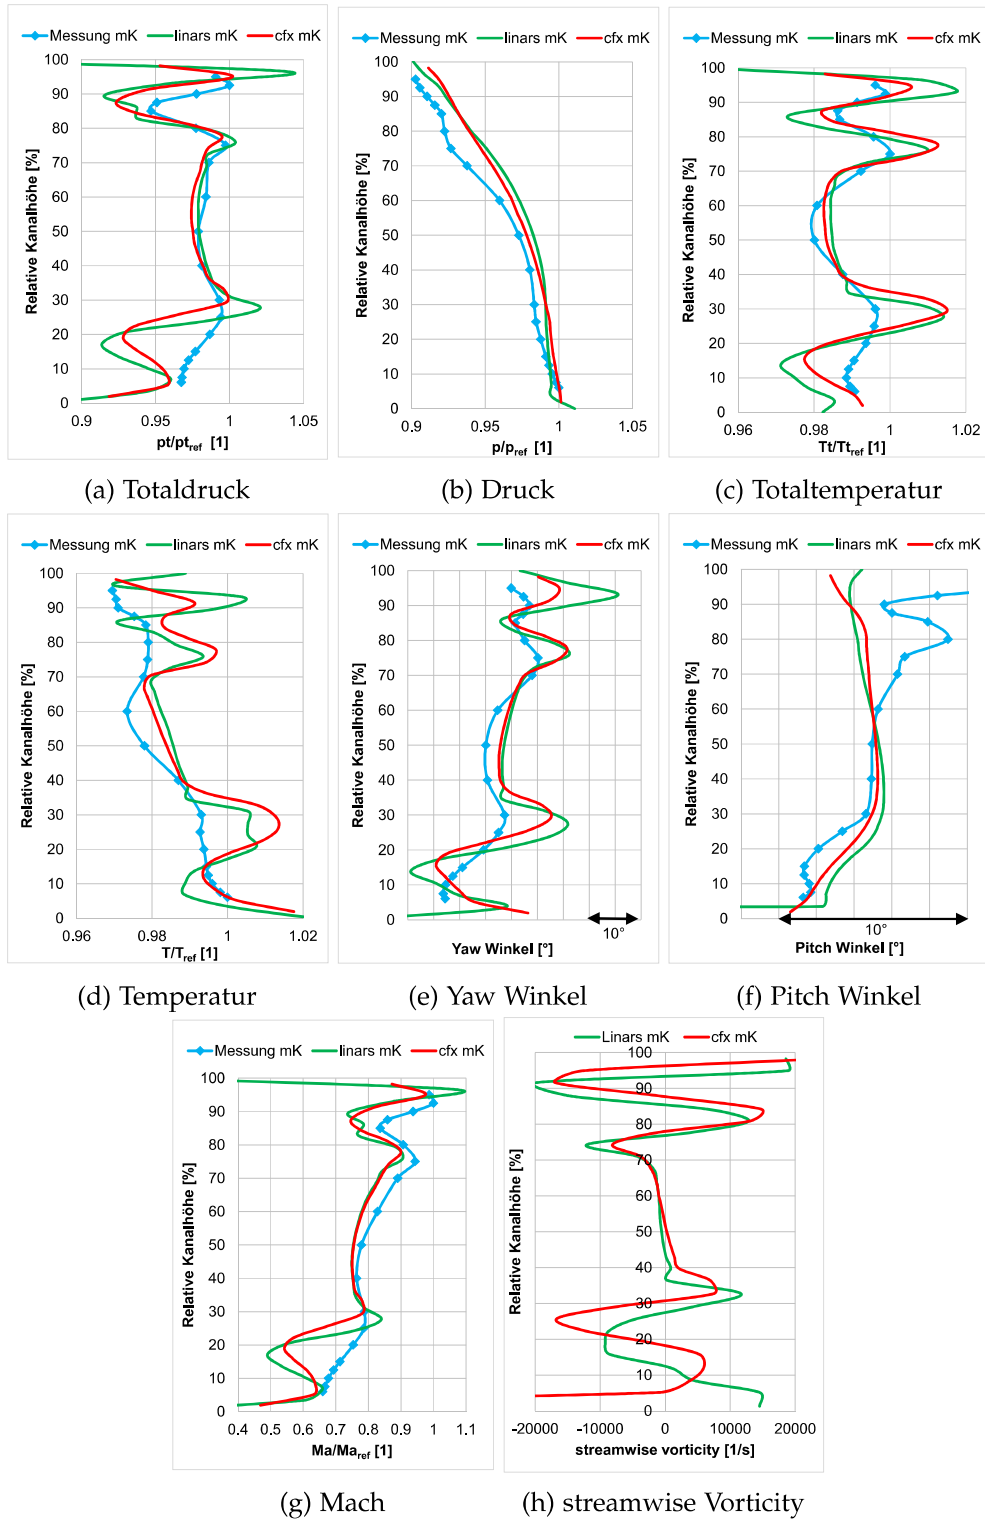 Messung mK linars mK cfx mK
Relative Kanalhöhe [%]
100
90
80
70
60
50
40
30
20
10
0
0.9 0.95 1 1.05
pt/ptref [1]
(a) Totaldruck
Messung mK linars mK cfx mK
Relative Kanalhöhe [%]
100
90
80
70
60
50
40
30
20
10
0
0.9 0.95 1 1.05
p/pref [1]
(b) Druck
Messung mK linars mK cfx mK
Relative Kanalhöhe [%]
100
90
80
70
60
50
40
30
20
10
0
0.96 0.98 1 1.02
Tt/Ttref [1]
(c) Totaltemperatur
Messung mK linars mK cfx mK
Relative Kanalhöhe [%]
100
90
80
70
60
50
40
30
20
10
0
0.96 0.98 1 1.02
T/Tref [1]
(d) Temperatur
Messung mK linars mK cfx mK
Relative Kanalhöhe [%]
100
90
80
70
60
50
40
30
20
10
0
10°
Yaw Winkel [°]
(e) Yaw Winkel
Messung mK linars mK cfx mK
Relative Kanalhöhe [%]
100
90
80
70
60
50
40
30
20
10
0
10°
Pitch Winkel [°]
(f) Pitch Winkel
Messung mK linars mK cfx mK
Relative Kanalhöhe [%]
100
90
80
70
60
50
40
30
20
10
0
0.4 0.5 0.6 0.7 0.8 0.9 1 1.1
Ma/Maref [1]
(g) Mach
Linars mK cfx mK
Relative Kanalhöhe [%]
100
90
80
70
60
50
40
30
20
10
0
-20000 -10000 0 10000 20000
streamwise vorticity [1/s]
(h) streamwise Vorticity